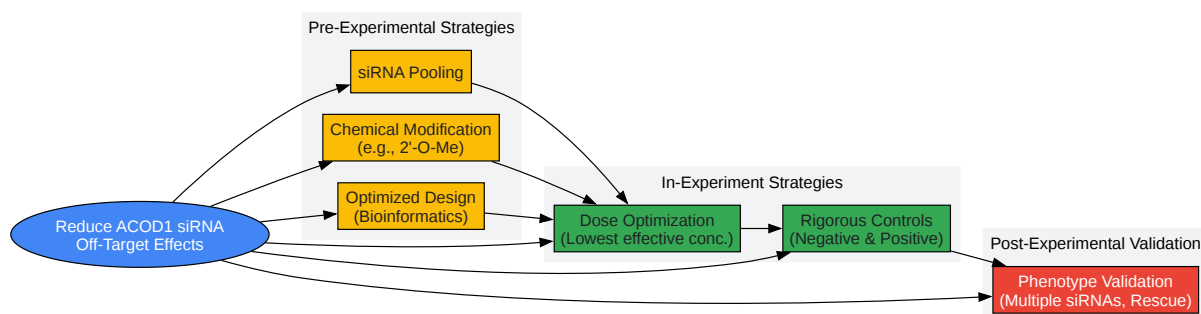 Pre-Experimental Strategies
siRNA Pooling
Chemical Modification
(e.g., 2'-O-Me)
Optimized Design
(Bioinformatics)
Reduce ACOD1 siRNA
Off-Target Effects
In-Experiment Strategies
Dose Optimization
(Lowest effective conc.)
Rigorous Controls
(Negative & Positive)
Post-Experimental Validation
Phenotype Validation
(Multiple siRNAs, Rescue)